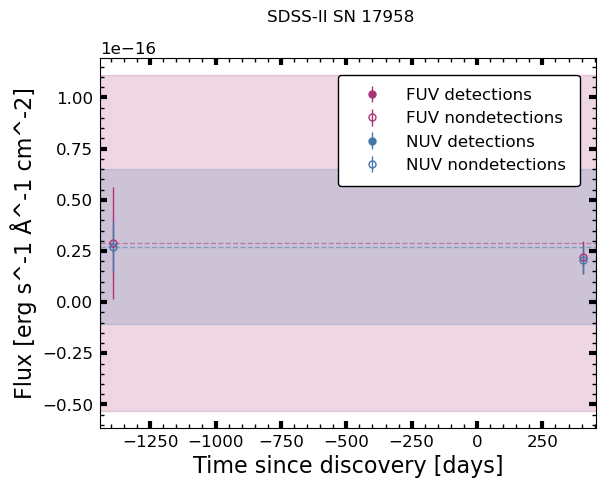 SDSS-II SN 17958
1e−16
FUV detections
FUV nondetections
NUV detections
NUV nondetections
1.00
0.75
0.50
0.25
0.00
−0.25
−0.50
Flux [erg s^-1 Å^-1 cm^-2]
−1250 −1000 −750 −500 −250 0 250
Time since discovery [days]